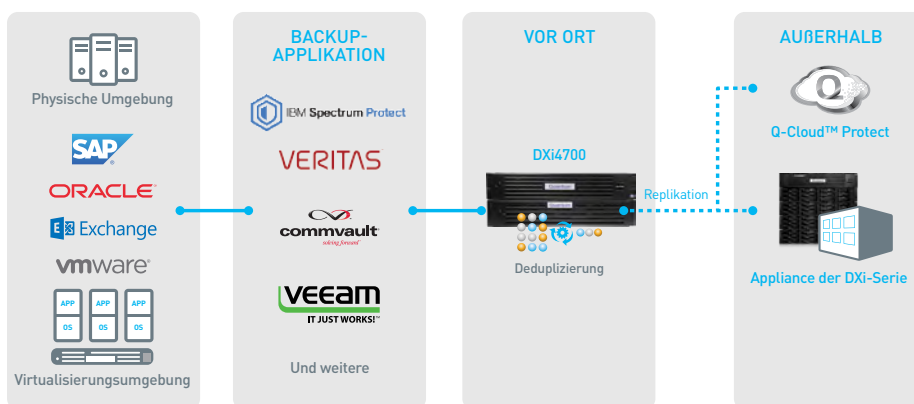 Physische Umgebung
SAP
ORACLE
Exchange
vmware
APP APP APP
OS OS OS
Virtualisierungsumgebung
BACKUP-
APPLIKATION
IBM Spectrum Protect
VERITAS
commvault
solving forward
veeam
IT JUST WORKS!™
Und weitere
VOR ORT
DXi4700
Deduplizierung
Replikation
AUẞERHALB
Q
Q-Cloud™ Protect
Appliance der DXi-Serie